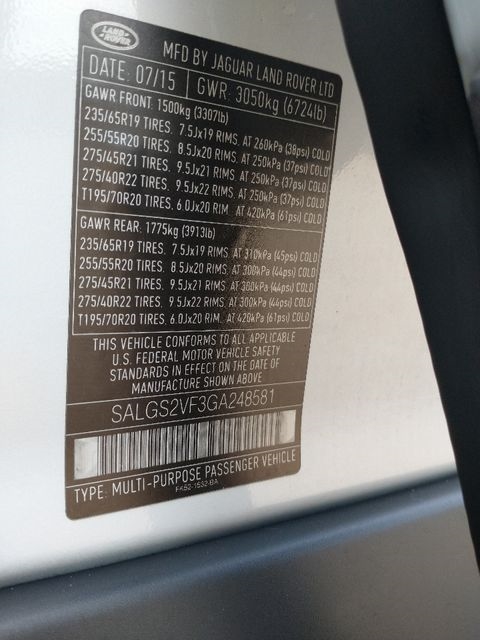 LAND ROVER
MFD BY JAGUAR LAND ROVER LTD
DATE: 07/15 GWR: 3050kg (6724lb)
GAWR FRONT: 1500kg (3307lb)
235/65R19 TIRES, 7.5Jx19 RIMS, AT 260kPa (38psi) COLD
255/55R20 TIRES, 8.5Jx20 RIMS, AT 250kPa (37psi) COLD
275/45R21 TIRES, 9.5Jx21 RIMS, AT 250kPa (37psi) COLD
275/40R22 TIRES, 9.5Jx22 RIMS, AT 250kPa (37psi) COLD
T195/70R20 TIRES, 6.0Jx20 RIM, AT 420kPa (61psi) COLD
GAWR REAR: 1775kg (3913lb)
235/65R19 TIRES, 7.5Jx19 RIMS, AT 310kPa (45psi) COLD
255/55R20 TIRES, 8.5Jx20 RIMS, AT 300kPa (44psi) COLD
275/45R21 TIRES, 9.5Jx21 RIMS, AT 300kPa (44psi) COLD
275/40R22 TIRES, 9.5Jx22 RIMS, AT 300kPa (44psi) COLD
T195/70R20 TIRES, 6.0Jx20 RIM, AT 420kPa (61psi) COLD
THIS VEHICLE CONFORMS TO ALL APPLICABLE
U.S. FEDERAL MOTOR VEHICLE SAFETY
STANDARDS IN EFFECT ON THE DATE OF
MANUFACTURE SHOWN ABOVE
SALGS2VF3GA248581
TYPE: MULTI-PURPOSE PASSENGER VEHICLE
FK52-1532-BA